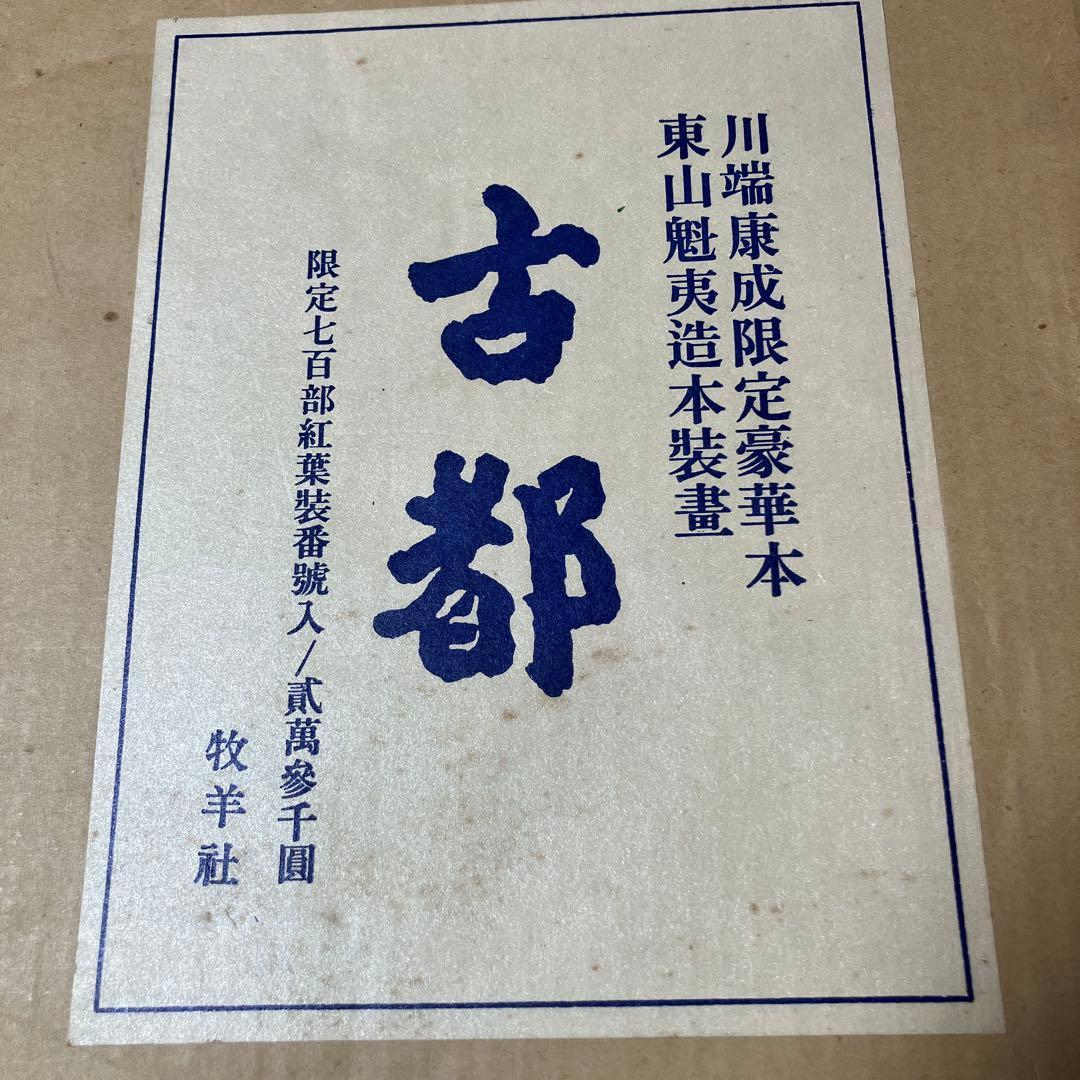 川端康成限定豪華本
東山魁夷造本装畫
古都
限定七百部紅葉装番號入/貳萬參千圓
牧羊社